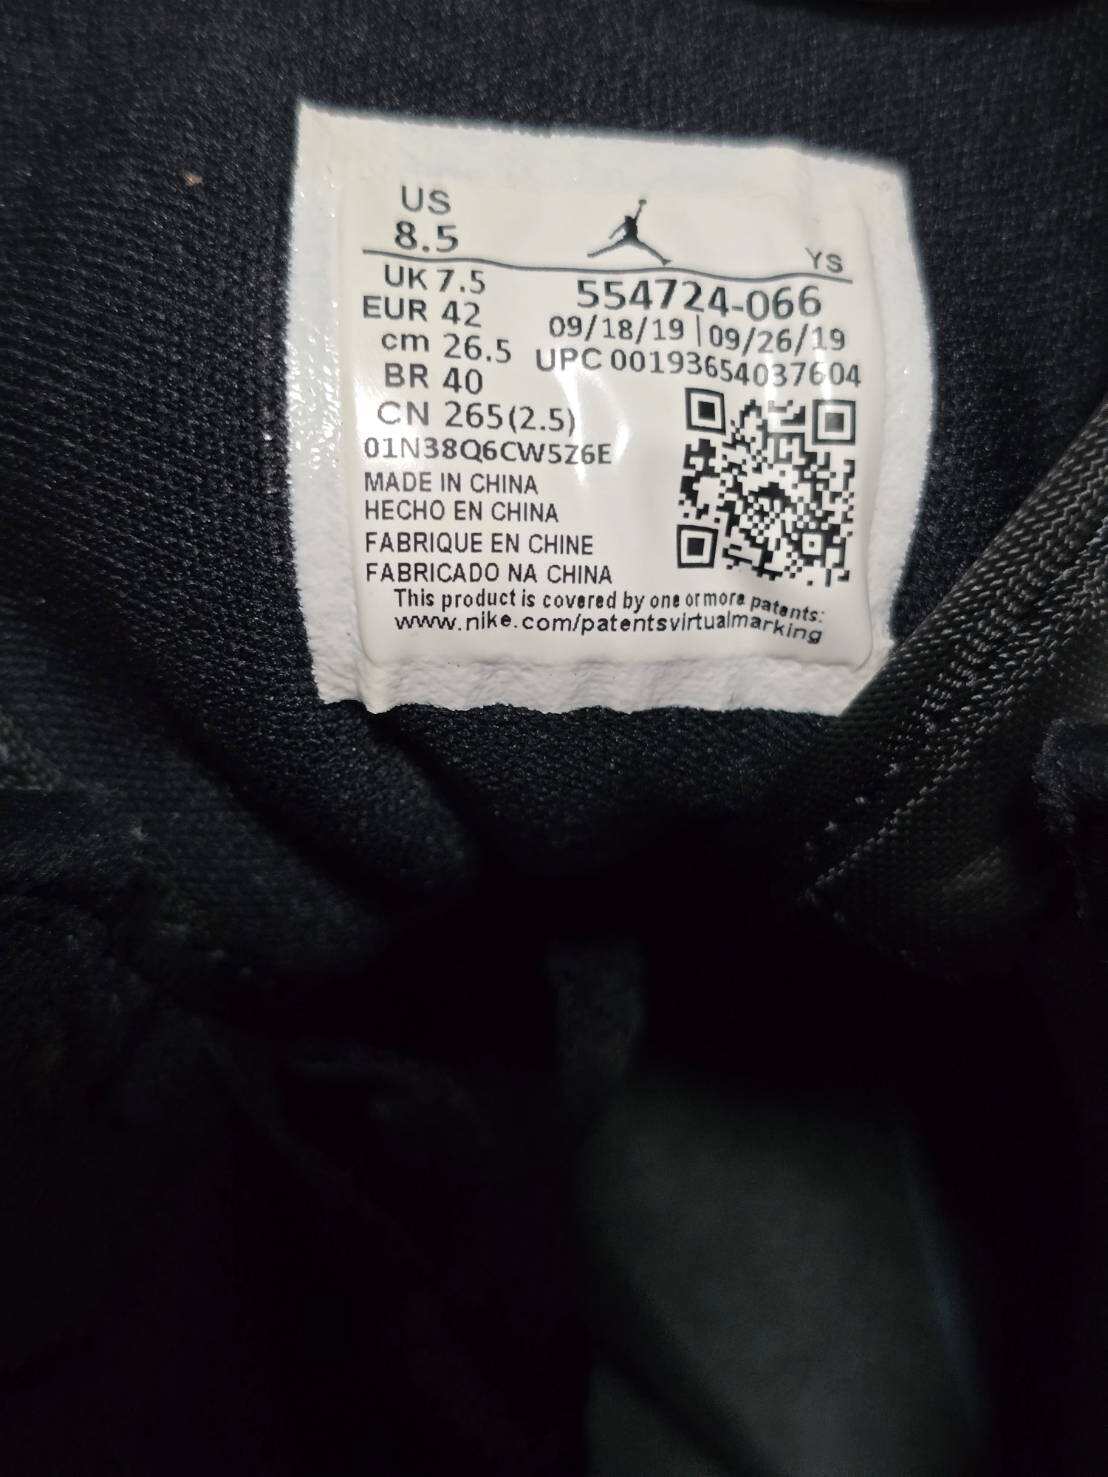 US
8.5
YS
UK 7.5
EUR 42
cm 26.5
BR 40
CN 265(2.5)
554724-066
09/18/19 | 09/26/19
UPC 00193654037604
01N38Q6CW5Z6E
MADE IN CHINA
HECHO EN CHINA
FABRIQUE EN CHINE
FABRICADO NA CHINA
This product is covered by one or more patents:
www.nike.com/patentsvirtualmarking